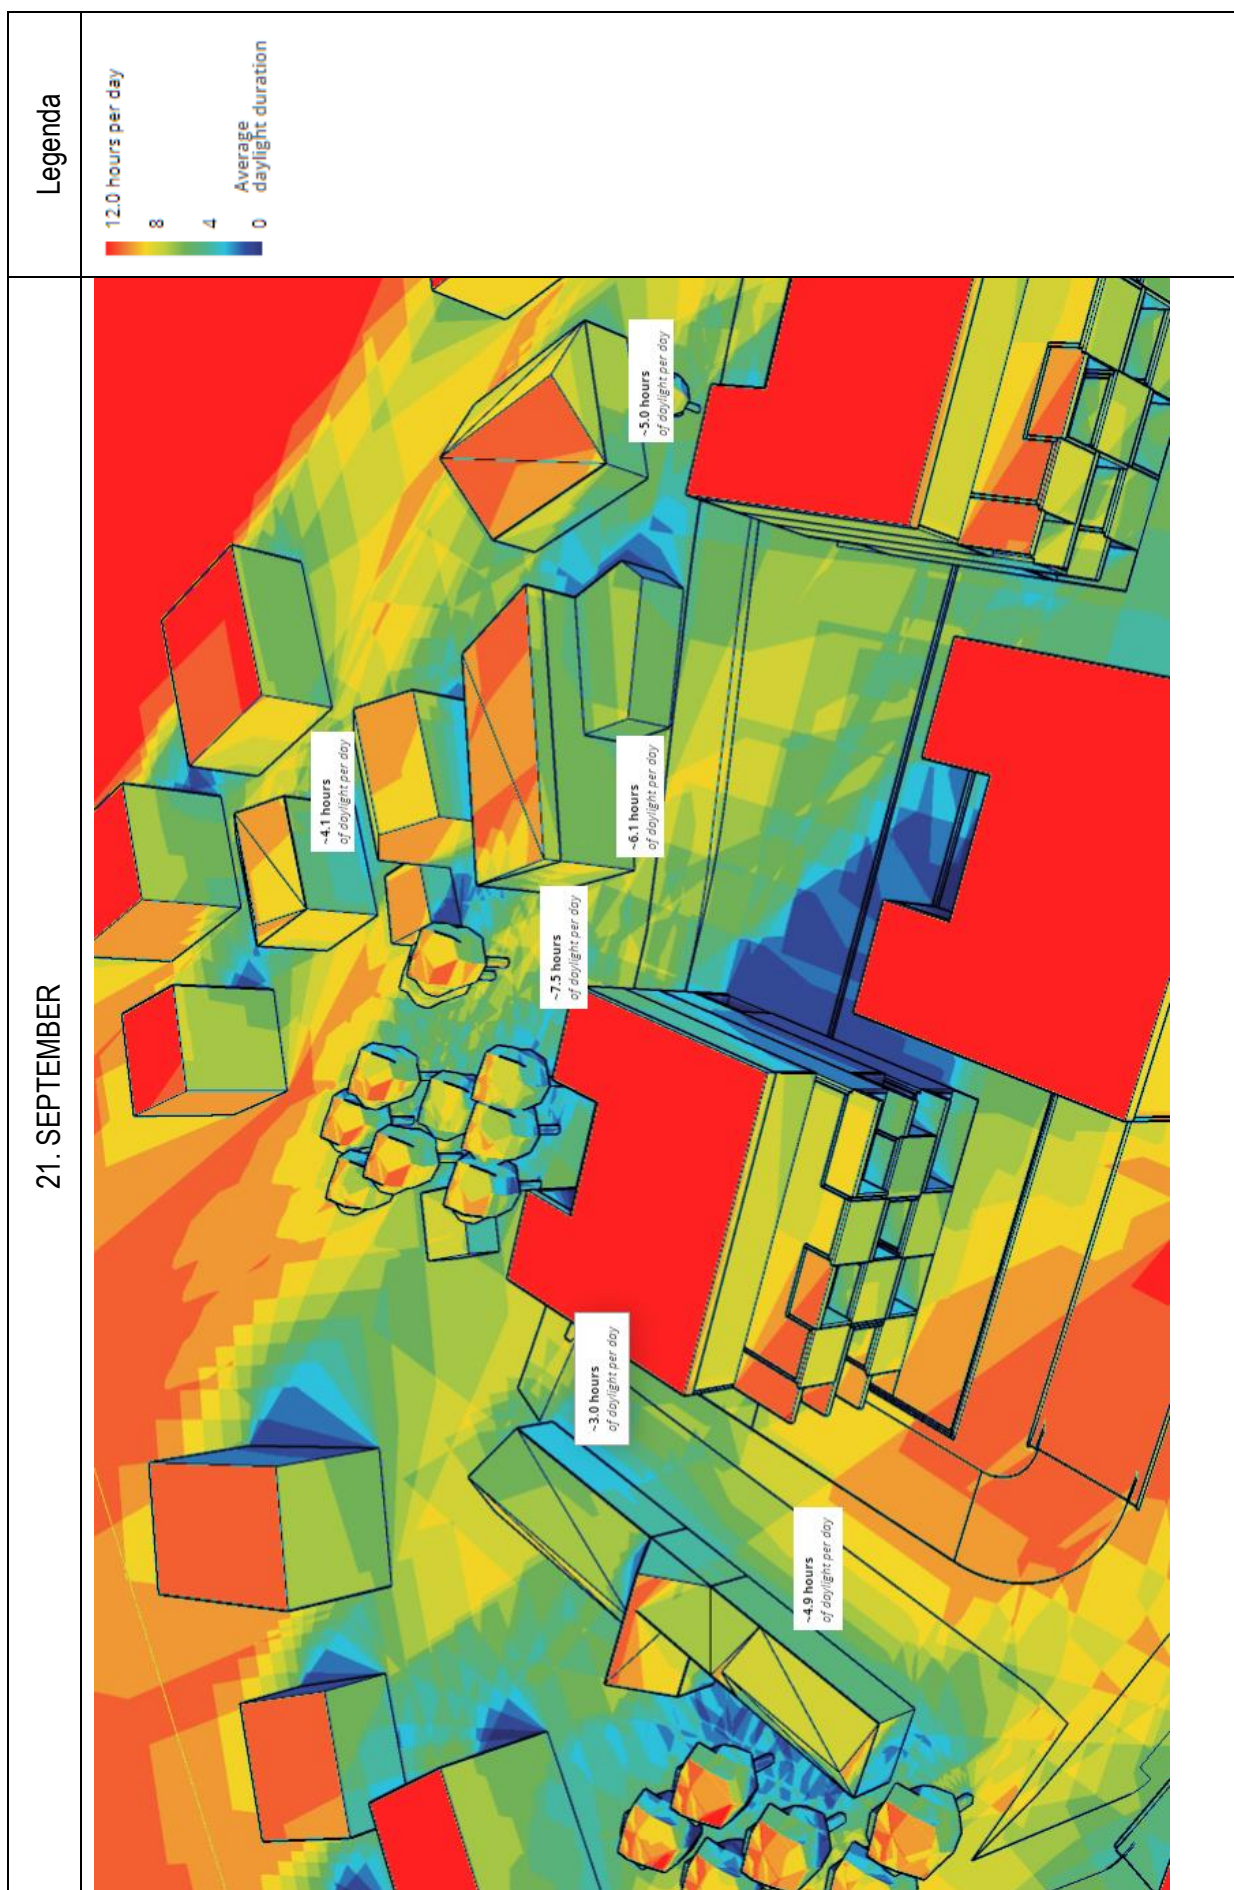 21. SEPTEMBER
Legenda
12.0 hours per day
8
4
0
Average
daylight duration
~3.0 hours
of daylight per day
~4.9 hours
of daylight per day
~7.5 hours
of daylight per day
~4.1 hours
of daylight per day
~6.1 hours
of daylight per day
~5.0 hours
of daylight per day